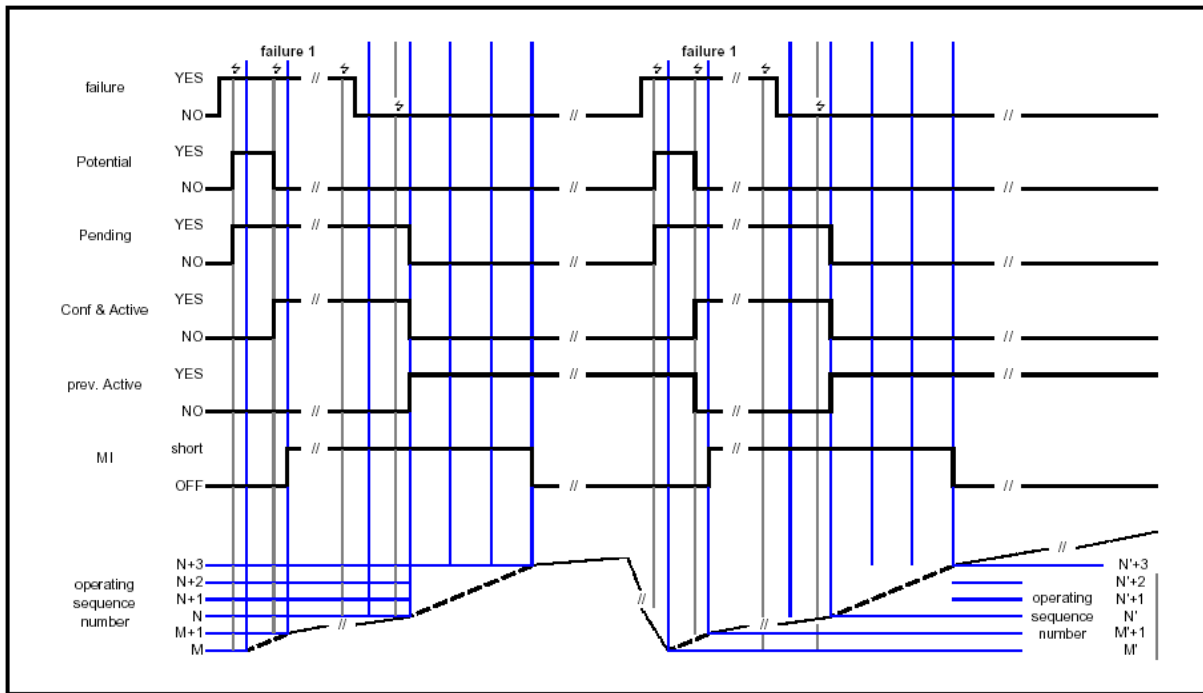 failure 1
failure 1
failure
YES
NO
//
//
//
//
Potential
YES
NO
//
//
//
//
Pending
YES
NO
//
//
//
//
Conf & Active
YES
NO
//
//
//
//
prev. Active
YES
NO
//
//
//
//
MI
short
OFF
//
//
//
//
operating
sequence
number
N+3
N+2
N+1
N
M+1
M
//
//
//
//
operating
sequence
number
N'+3
N'+2
N'+1
N'
M'+1
M'